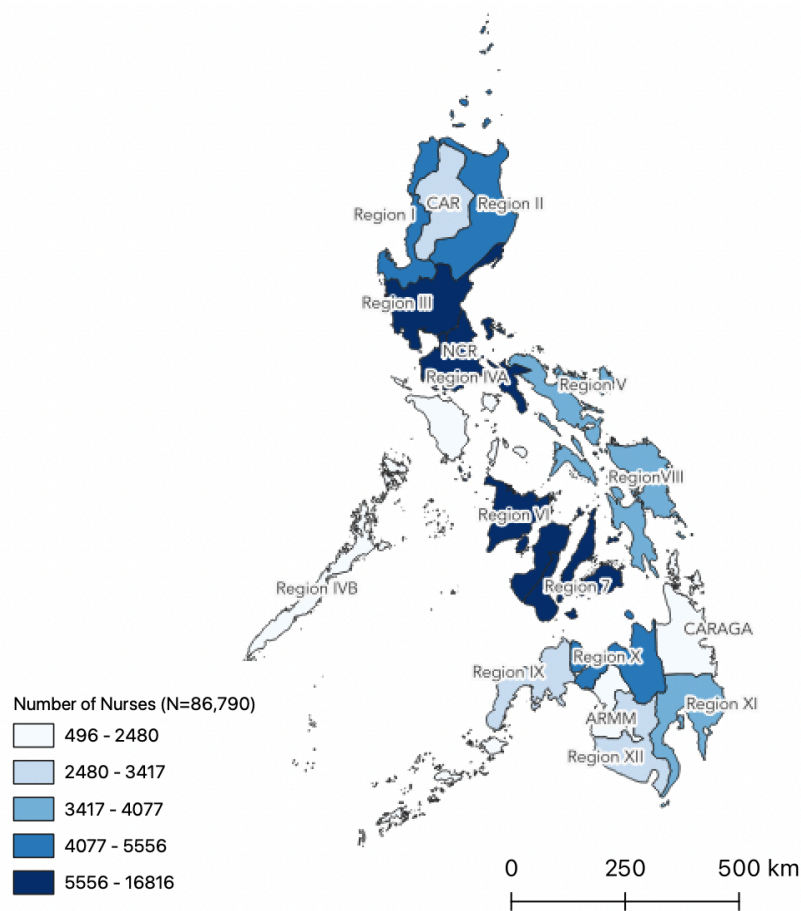 CAR
Region II
Region I
Region III
NCR
Region IVA
Region V
RegionVIII
Region VI
Region 7
Region IVB
CARAGA
Region X
Region IX
Region XI
ARMM
Region XII
Number of Nurses (N=86,790)
496 - 2480
2480 - 3417
3417 - 4077
4077 - 5556
5556 - 16816
0 250 500 km